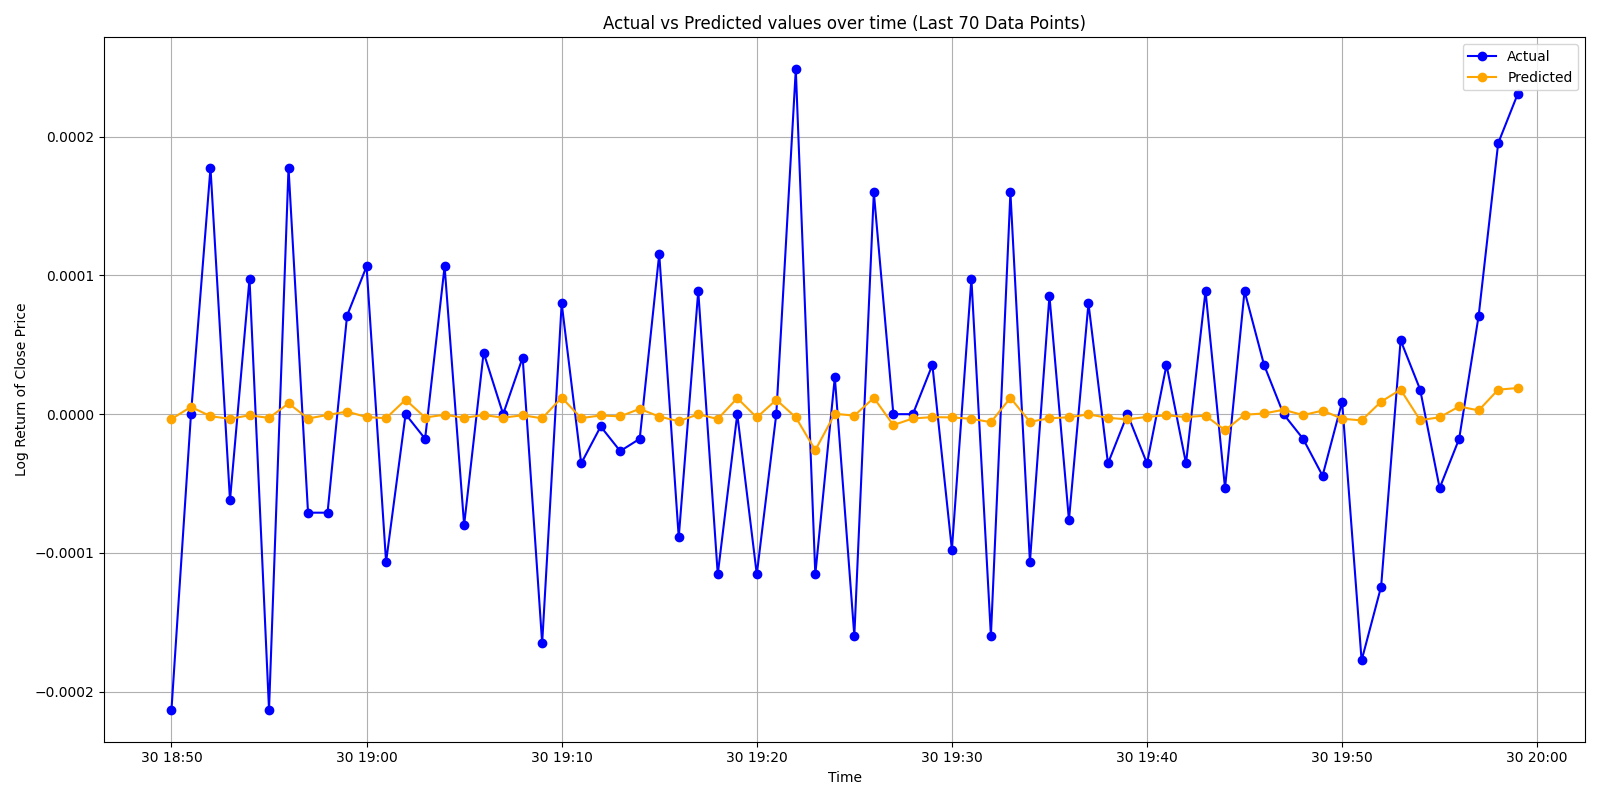 Actual vs Predicted values over time (Last 70 Data Points)
Actual
Predicted
Log Return of Close Price
0.0002
0.0001
0.0000
−0.0001
−0.0002
30 18:50 30 19:00 30 19:10 30 19:20 30 19:30 30 19:40 30 19:50 30 20:00
Time